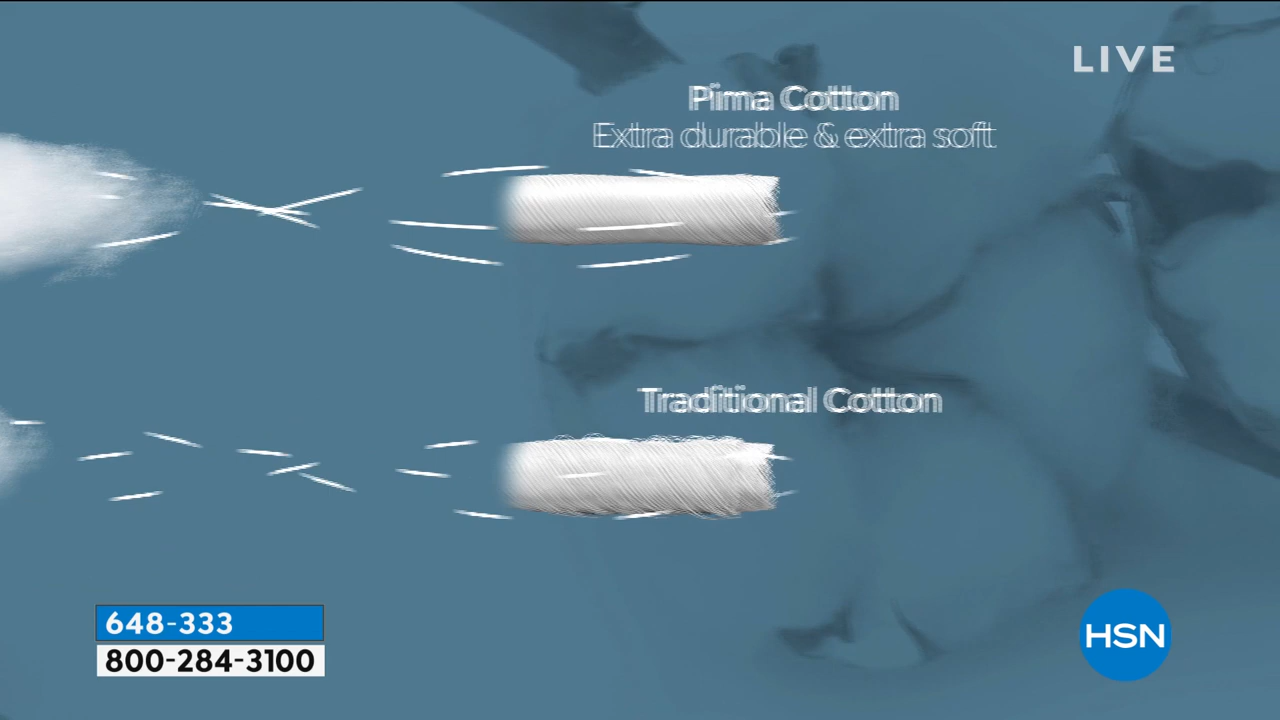 LIVE
Pima Cotton
Extra durable & extra soft
Traditional Cotton
648-333
800-284-3100
HSN